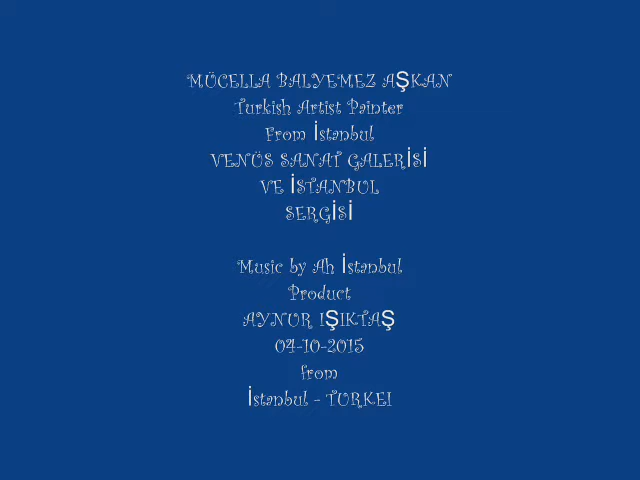 MÜCELLA BALYEMEZ AŞKAN
Turkish Artist Painter
From İstanbul
VENÜS SANAT GALERİSİ
VE İSTANBUL
SERGİSİ
Music by Ah İstanbul
Product
AYNUR IŞIKTAŞ
04-10-2015
from
İstanbul - TURKEI